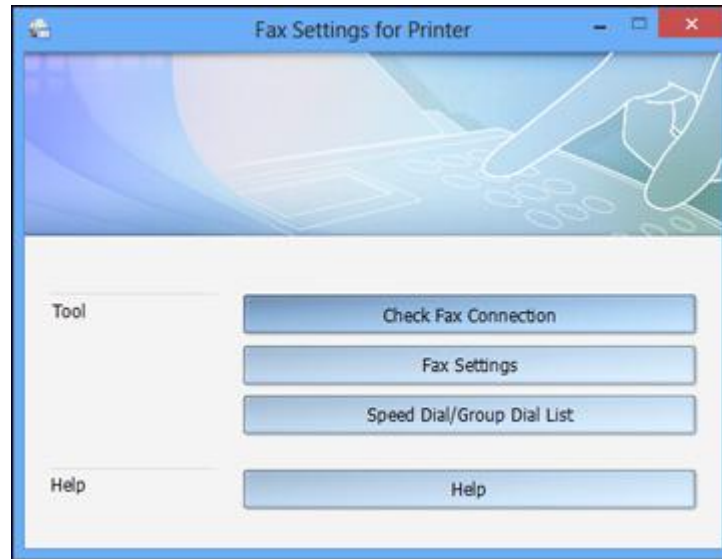 Fax Settings for Printer
Tool
Check Fax Connection
Fax Settings
Speed Dial/Group Dial List
Help
Help